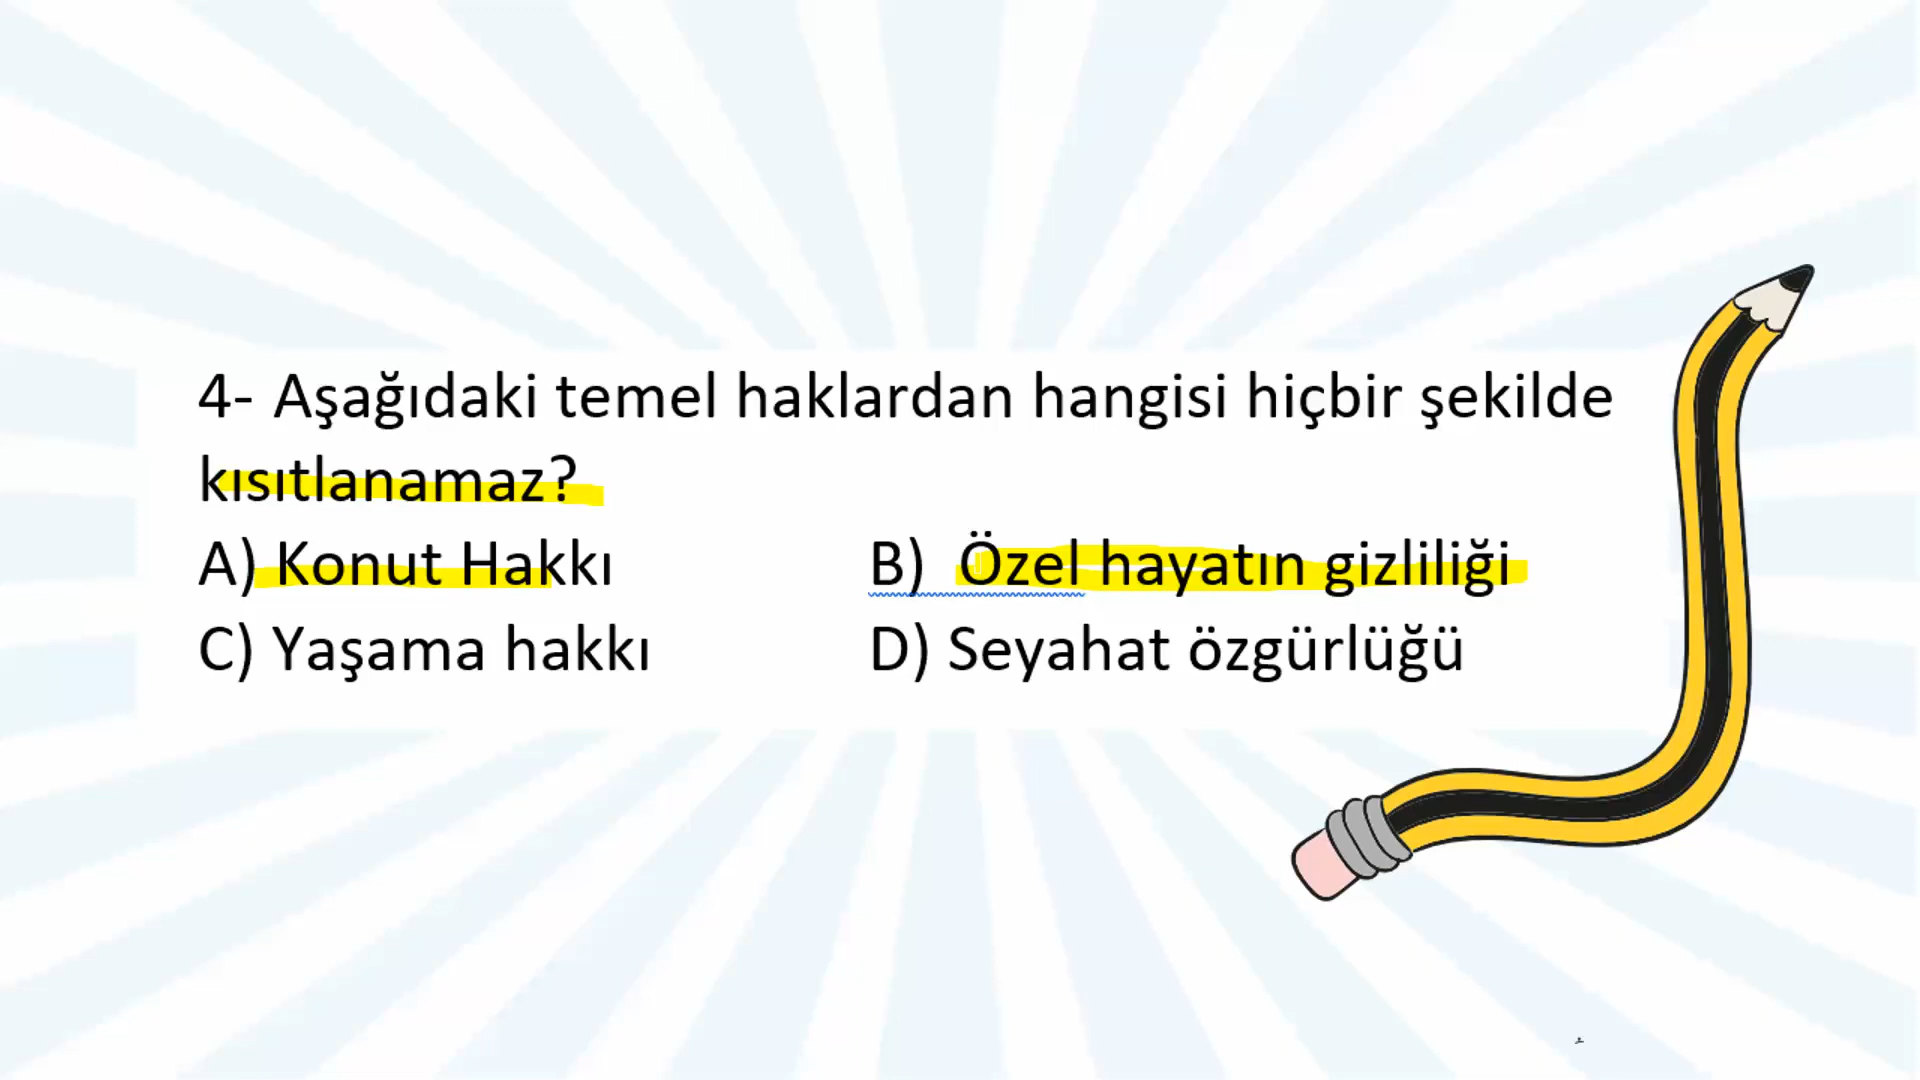 4- Aşağıdaki temel haklardan hangisi hiçbir şekilde
kısıtlanamaz?
A) Konut Hakkı B) Özel hayatın gizliliği
C) Yaşama hakkı D) Seyahat özgürlüğü